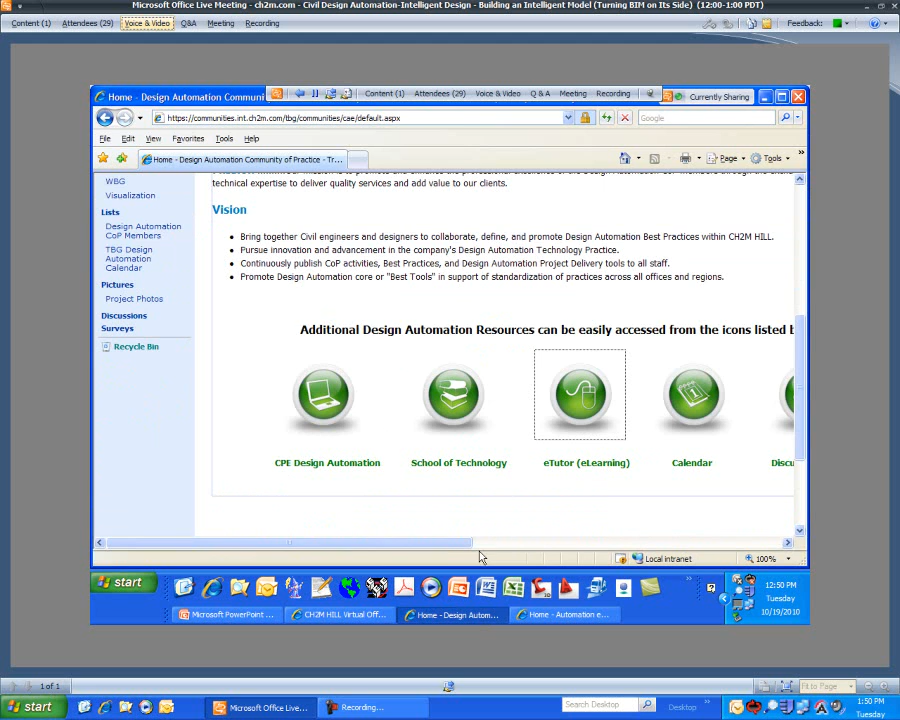 Microsoft Office Live Meeting - ch2m.com - Civil Design Automation-Intelligent Design - Building an Intelligent Model (Turning BIM on Its Side) (12:00-1:00 PDT)
Content (1) Attendees (29) Voice & Video Q&A Meeting Recording Feedback:
Home - Design Automation Communi Content (1) Attendees (29) Voice & Video Q & A Meeting Recording Currently Sharing
https://communities.int.ch2m.com/tbg/communities/cae/default.aspx Google
File Edit View Favorites Tools Help
Home - Design Automation Community of Practice - Tr... Page Tools
technical expertise to deliver quality services and add value to our clients.
WBG
Visualization
Lists
Design Automation
CoP Members
TBG Design
Automation
Calendar
Pictures
Project Photos
Discussions
Surveys
Recycle Bin
Vision
Bring together Civil engineers and designers to collaborate, define, and promote Design Automation Best Practices within CH2M HILL.
Pursue innovation and advancement in the company's Design Automation Technology Practice.
Continuously publish CoP activities, Best Practices, and Design Automation Project Delivery tools to all staff.
Promote Design Automation core or "Best Tools" in support of standardization of practices across all offices and regions.
Additional Design Automation Resources can be easily accessed from the icons listed b
1
CPE Design Automation School of Technology eTutor (eLearning) Calendar Discu
Local intranet 100%
start 12:50 PM
Tuesday
10/19/2010
Microsoft PowerPoint ... CH2M HILL Virtual Off... Home - Design Autom... Home - Automation e...
1 of 1 Fit to Page
start Microsoft Office Live... Recording... Search Desktop Desktop 1:50 PM
Tuesday